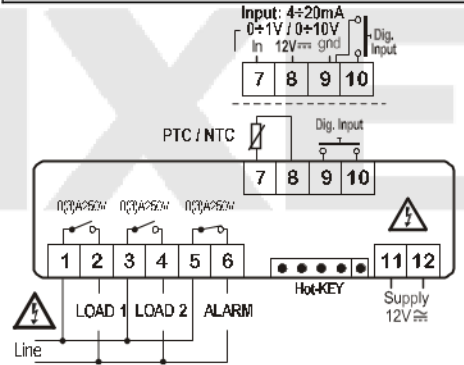 Input: 4÷20mA
0÷1V / 0÷10V
In 12V⎓ gnd
Dig. Input
7 8 9 10
PTC / NTC
Dig. Input
7 8 9 10
1 2 3 4 5 6
Hot-KEY
11 12
LOAD 1 LOAD 2 ALARM
Supply
12V
Line